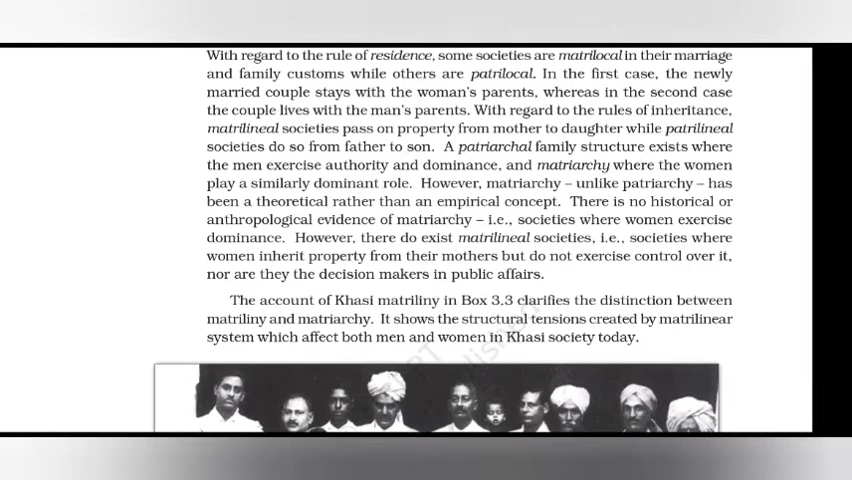 With regard to the rule of residence, some societies are matrilocal in their marriage
and family customs while others are patrilocal. In the first case, the newly
married couple stays with the woman's parents, whereas in the second case
the couple lives with the man's parents. With regard to the rules of inheritance,
matrilineal societies pass on property from mother to daughter while patrilineal
societies do so from father to son. A patriarchal family structure exists where
the men exercise authority and dominance, and matriarchy where the women
play a similarly dominant role. However, matriarchy – unlike patriarchy – has
been a theoretical rather than an empirical concept. There is no historical or
anthropological evidence of matriarchy – i.e., societies where women exercise
dominance. However, there do exist matrilineal societies, i.e., societies where
women inherit property from their mothers but do not exercise control over it,
nor are they the decision makers in public affairs.
The account of Khasi matriliny in Box 3.3 clarifies the distinction between
matriliny and matriarchy. It shows the structural tensions created by matrilinear
system which affect both men and women in Khasi society today.